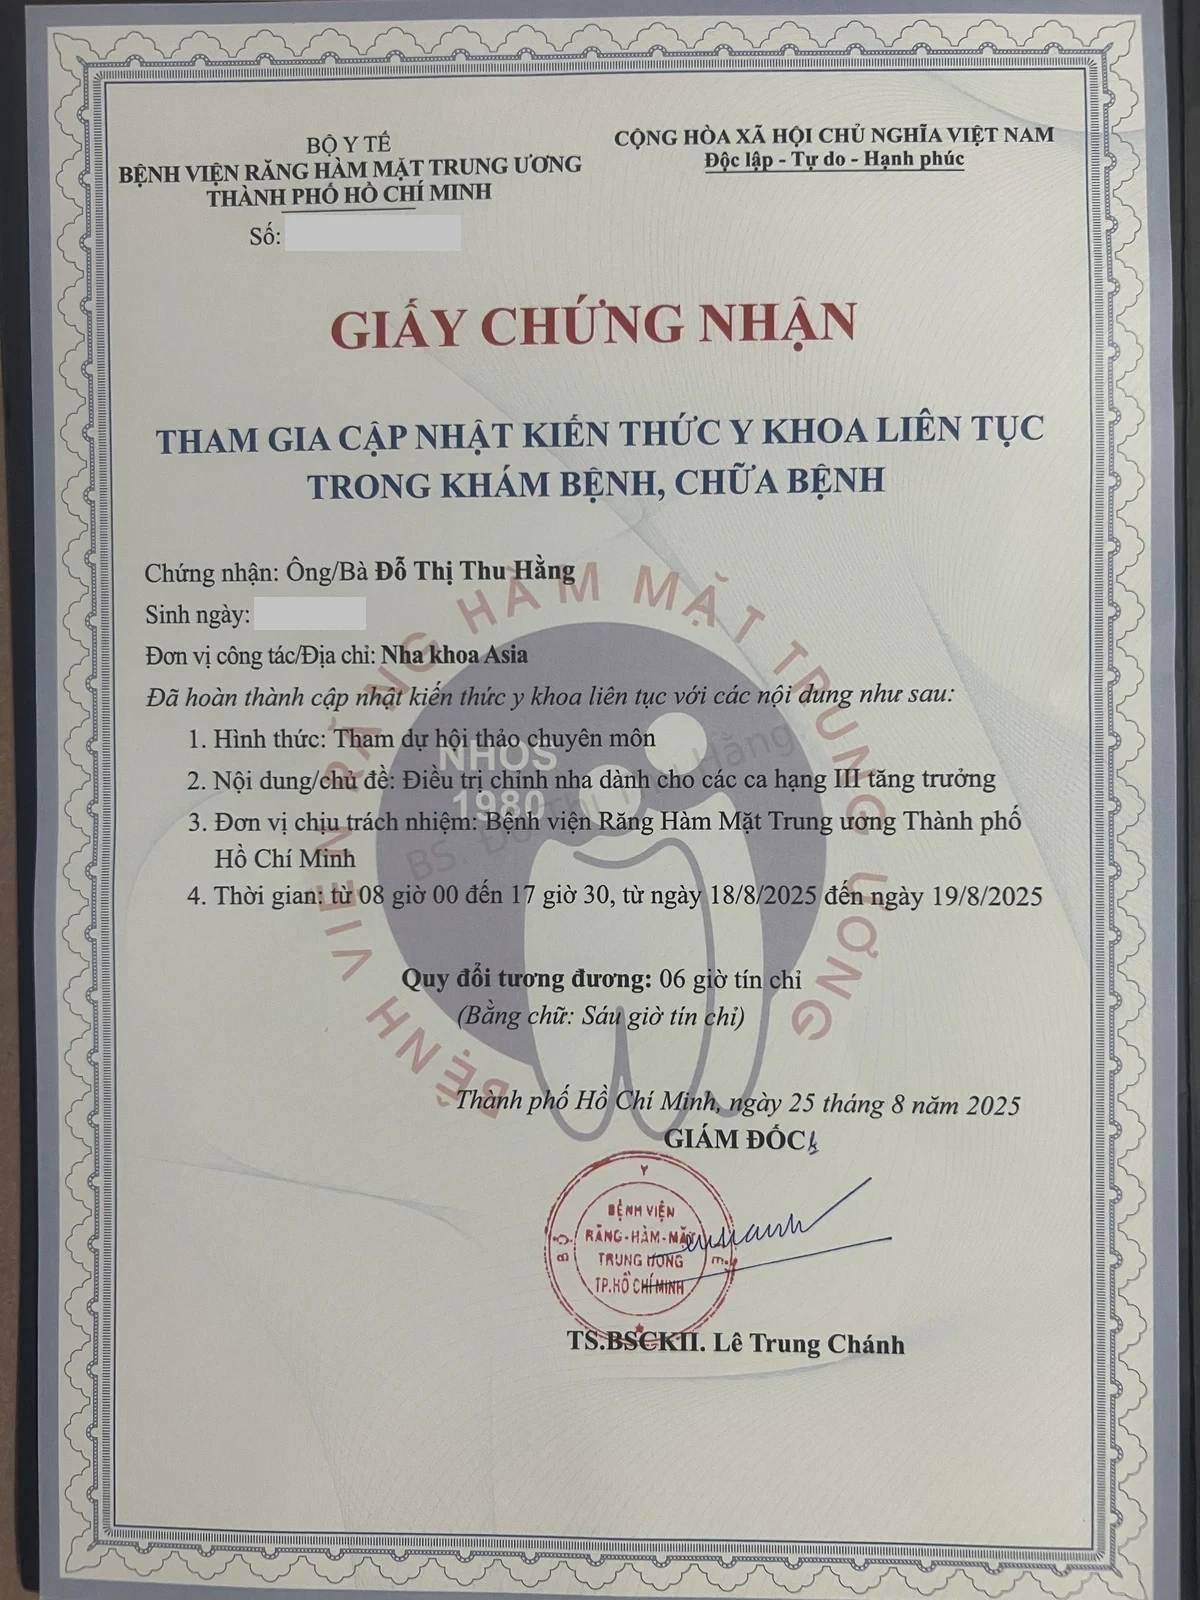 BỘ Y TẾ
BỆNH VIỆN RĂNG HÀM MẶT TRUNG ƯƠNG
THÀNH PHỐ HỒ CHÍ MINH
Số:
CỘNG HÒA XÃ HỘI CHỦ NGHĨA VIỆT NAM
Độc lập - Tự do - Hạnh phúc
GIẤY CHỨNG NHẬN
THAM GIA CẬP NHẬT KIẾN THỨC Y KHOA LIÊN TỤC
TRONG KHÁM BỆNH, CHỮA BỆNH
Chứng nhận: Ông/Bà Đỗ Thị Thu Hằng
Sinh ngày:
Đơn vị công tác/Địa chỉ: Nha khoa Asia
Đã hoàn thành cập nhật kiến thức y khoa liên tục với các nội dung như sau:
1. Hình thức: Tham dự hội thảo chuyên môn
2. Nội dung/chủ đề: Điều trị chỉnh nha dành cho các ca hạng III tăng trưởng
3. Đơn vị chịu trách nhiệm: Bệnh viện Răng Hàm Mặt Trung ương Thành phố
Hồ Chí Minh
4. Thời gian: từ 08 giờ 00 đến 17 giờ 30, từ ngày 18/8/2025 đến ngày 19/8/2025
Quy đổi tương đương: 06 giờ tín chỉ
(Bằng chữ: Sáu giờ tín chỉ)
Thành phố Hồ Chí Minh, ngày 25 tháng 8 năm 2025
GIÁM ĐỐC
BỘ Y TẾ
BỆNH VIỆN
RĂNG-HÀM-MẶT
TRUNG ƯƠNG
TP.HỒ CHÍ MINH
TS.BSCKII. Lê Trung Chánh
BỆNH VIỆN RĂNG HÀM MẶT TRUNG ƯƠNG
NHOS
1980
BS. Đỗ Thị Thu Hằng